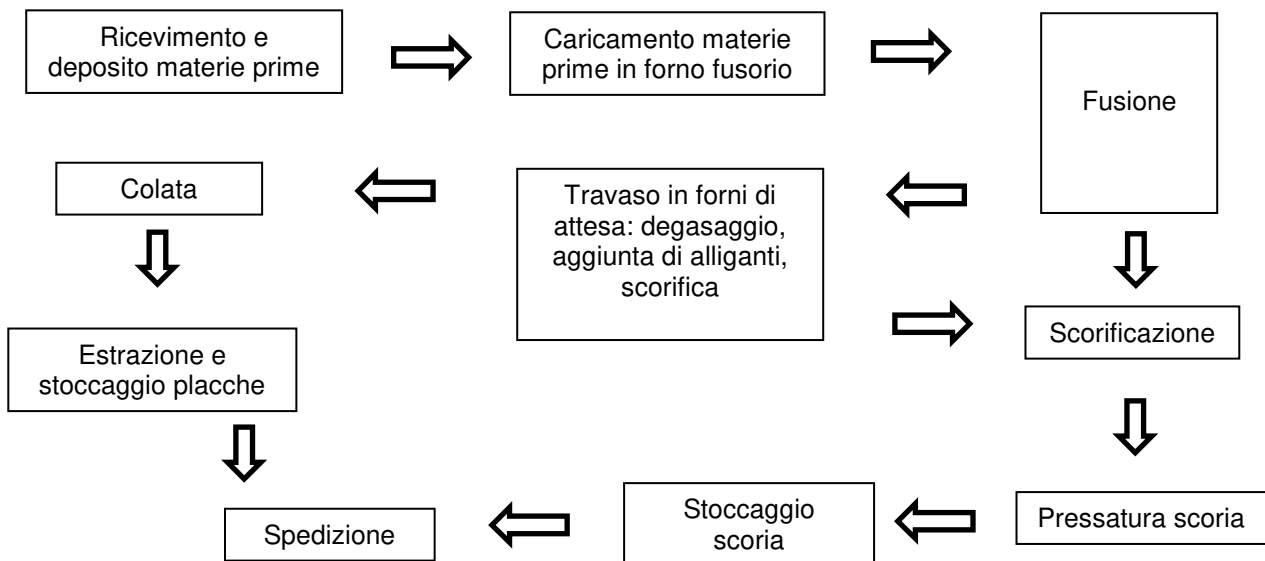 Ricevimento e
deposito materie prime
Caricamento materie
prime in forno fusorio
Fusione
Colata
Travaso in forni di
attesa: degasaggio,
aggiunta di alliganti,
scorifica
Scorificazione
Estrazione e
stoccaggio placche
Spedizione
Stoccaggio
scoria
Pressatura scoria